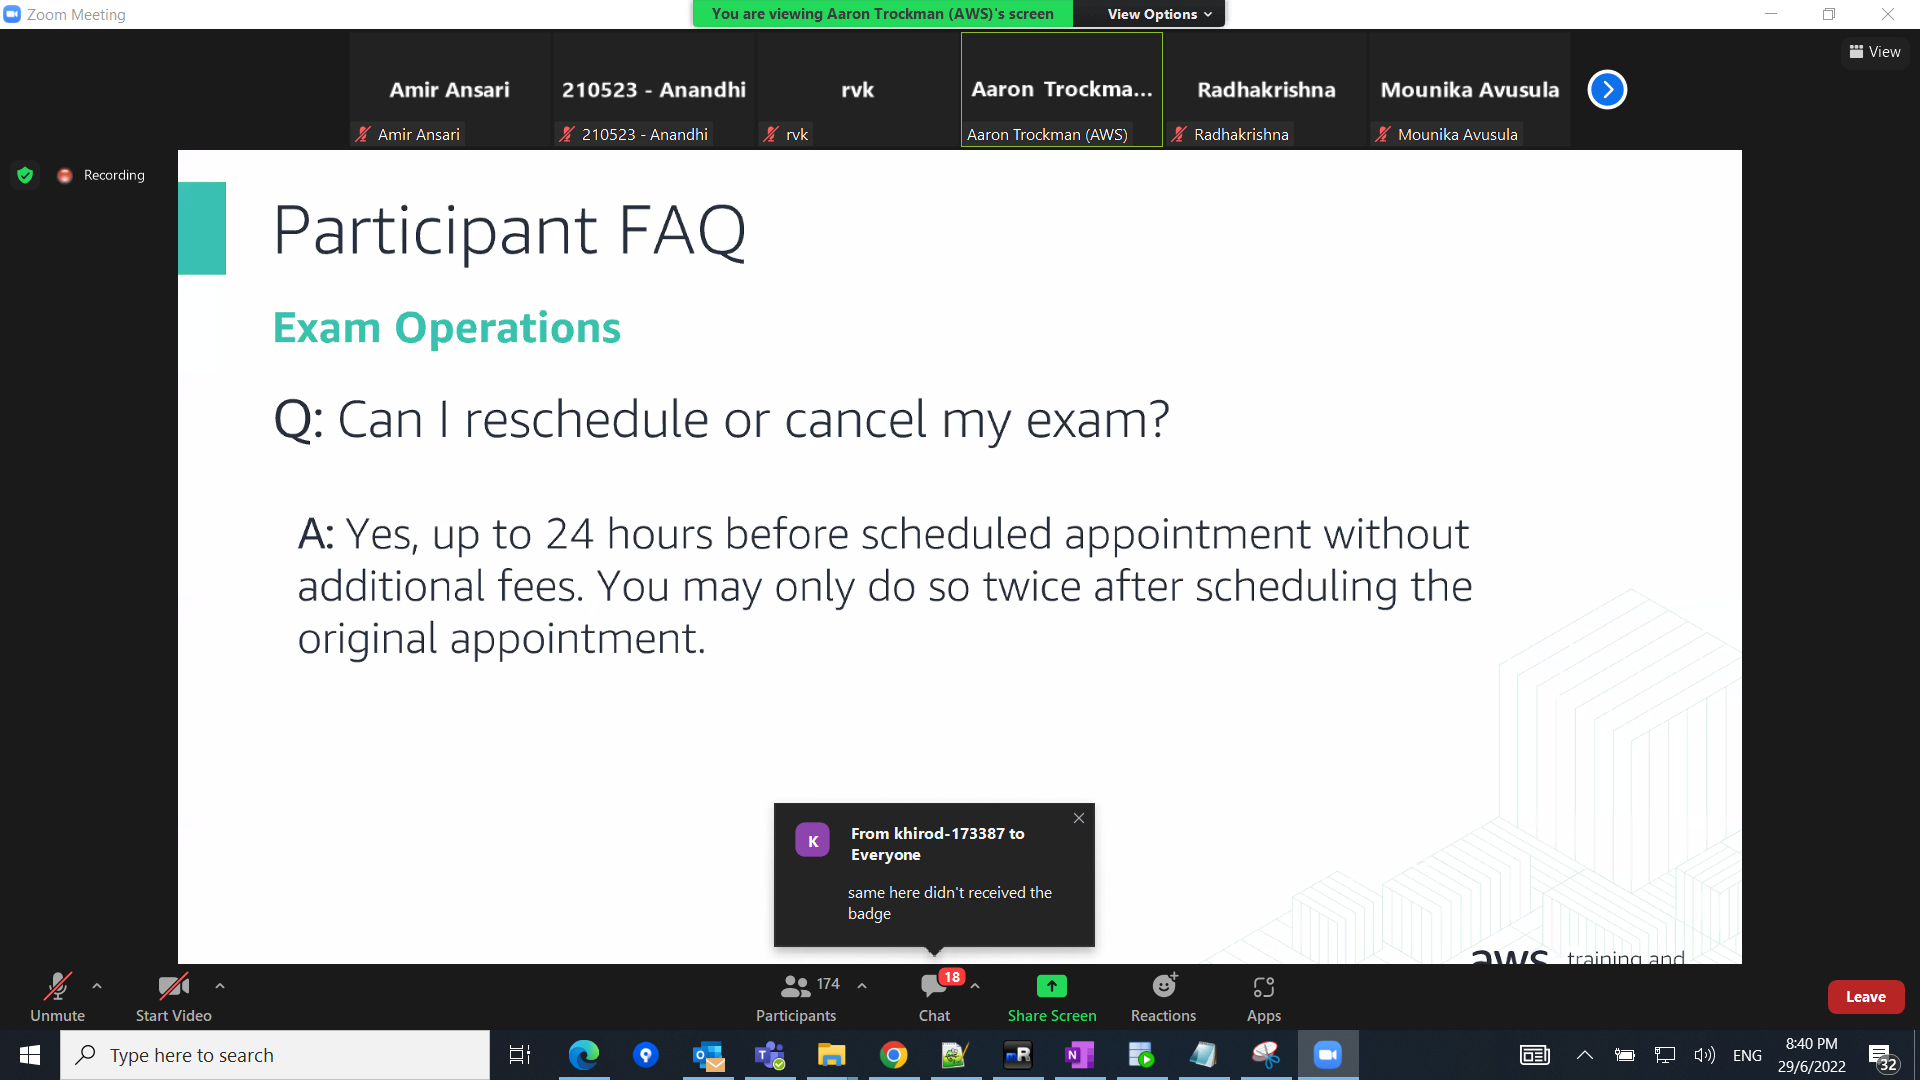 Zoom Meeting
You are viewing Aaron Trockman (AWS)'s screen
View Options
View
Amir Ansari
210523 - Anandhi
rvk
Aaron Trockma...
Radhakrishna
Mounika Avusula
Amir Ansari
210523 - Anandhi
rvk
Aaron Trockman (AWS)
Radhakrishna
Mounika Avusula
Recording
Participant FAQ
Exam Operations
Q: Can I reschedule or cancel my exam?
A: Yes, up to 24 hours before scheduled appointment without
additional fees. You may only do so twice after scheduling the
original appointment.
K
From khirod-173387 to
Everyone
same here didn't received the
badge
aws training and
Unmute
Start Video
174
Participants
18
Chat
Share Screen
Reactions
Apps
Leave
Type here to search
mR
ENG
8:40 PM
29/6/2022
32